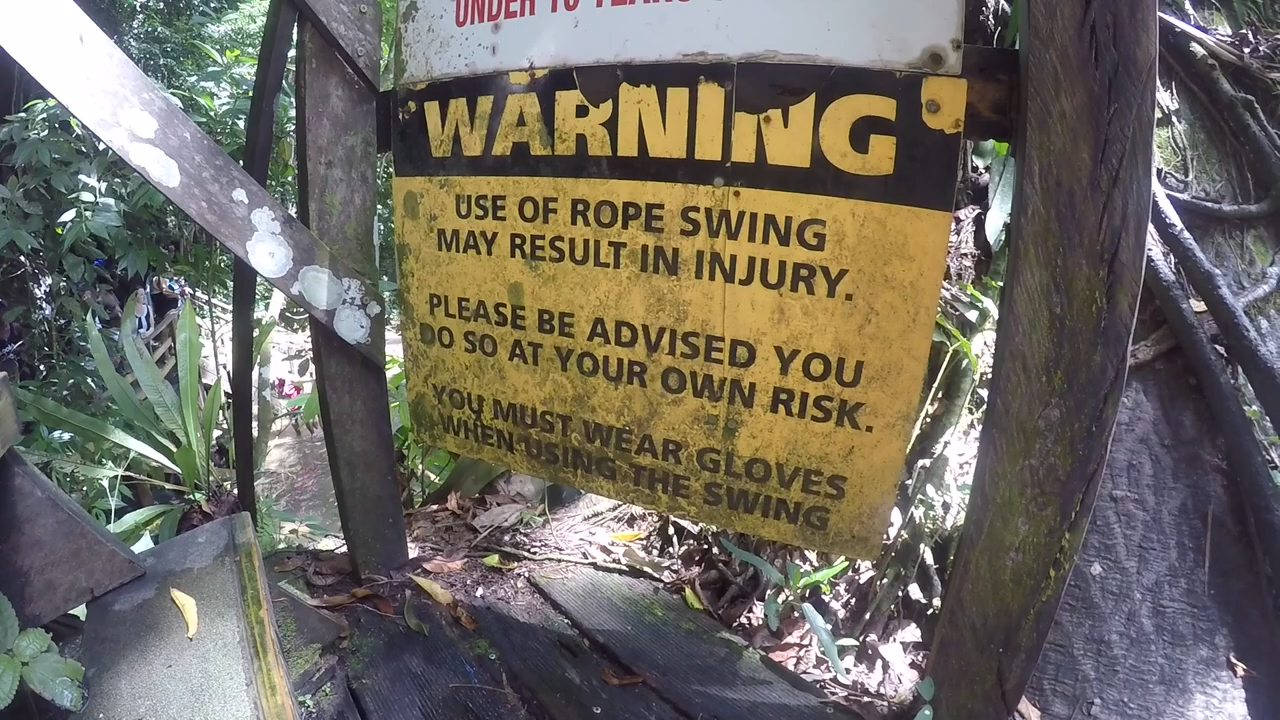 UNDER 10 YEARS
WARNING
USE OF ROPE SWING
MAY RESULT IN INJURY.
PLEASE BE ADVISED YOU
DO SO AT YOUR OWN RISK.
YOU MUST WEAR GLOVES
WHEN USING THE SWING